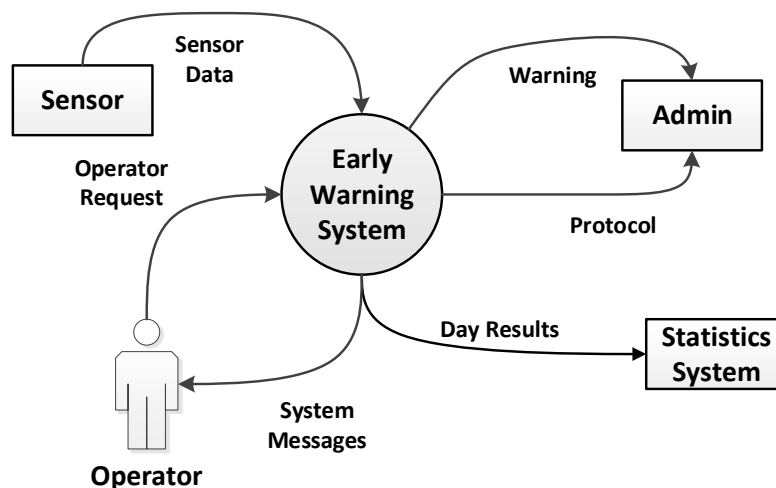 Sensor
Data
Sensor
Warning
Admin
Operator
Request
Early
Warning
System
Protocol
Day Results
Statistics
System
System
Messages
Operator